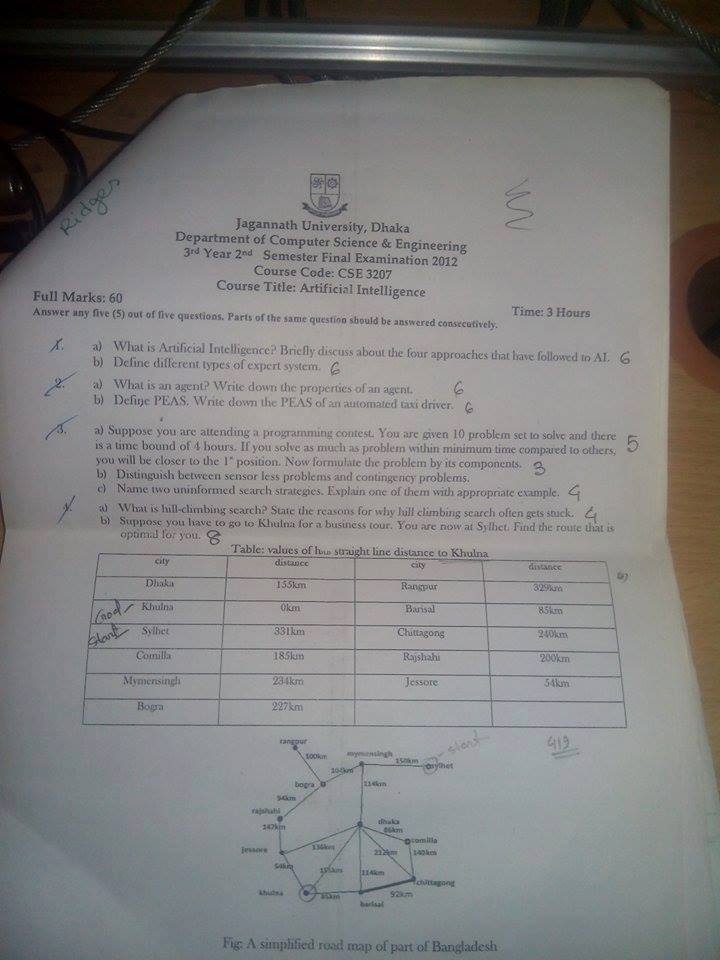 Ridges
Jagannath University, Dhaka
Department of Computer Science & Engineering
3rd Year 2nd Semester Final Examination 2012
Course Code: CSE 3207
Course Title: Artificial Intelligence
Full Marks: 60 Time: 3 Hours
Answer any five (5) out of five questions. Parts of the same question should be answered consecutively.
1. a) What is Artificial Intelligence? Briefly discuss about the four approaches that have followed to AI. 6
b) Define different types of expert system. 6
2. a) What is an agent? Write down the properties of an agent. 6
b) Define PEAS. Write down the PEAS of an automated taxi driver. 6
3. a) Suppose you are attending a programming contest. You are given 10 problem set to solve and there
is a time bound of 4 hours. If you solve as much as problem within minimum time compared to others, 5
you will be closer to the 1st position. Now formulate the problem by its components. 3
b) Distinguish between sensor less problems and contingency problems.
c) Name two uninformed search strategies. Explain one of them with appropriate example. 4
4. a) What is hill-climbing search? State the reasons for why hill climbing search often gets stuck. 4
b) Suppose you have to go to Khulna for a business tour. You are now at Sylhet. Find the route that is
optimal for you. 8
Table: values of hSLD straight line distance to Khulna
city distance city distance
Dhaka 155km Rangpur 329km
Goal Khulna 0km Barisal 85km
Start Sylhet 331km Chittagong 240km
Comilla 185km Rajshahi 200km
Mymensingh 234km Jessore 54km
Bogra 227km
419
start
rangpur
100km
mymensingh
150km
sylhet
104km
bogra
114km
94km
rajshahi
147km
dhaka
86km
comilla
jessore
136km
212km
140km
54km
155km
114km
chittagong
khulna
85km
92km
barisal
Fig: A simplified road map of part of Bangladesh